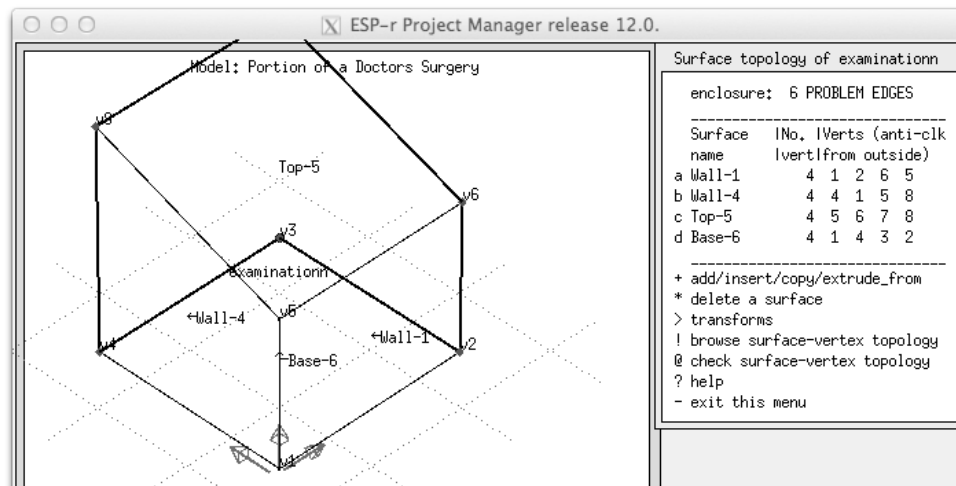 ESP-r Project Manager release 12.0.
Model: Portion of a Doctors Surgery
v8
Top-5
v6
v3
examinationn
v5
←Wall-4
←Wall-1
v4
Base-6
v2
v1
Surface topology of examinationn
enclosure: 6 PROBLEM EDGES
Surface |No. |Verts (anti-clk
name |vert|from outside)
a Wall-1 4 1 2 6 5
b Wall-4 4 4 1 5 8
c Top-5 4 5 6 7 8
d Base-6 4 1 4 3 2
+ add/insert/copy/extrude_from
* delete a surface
> transforms
! browse surface-vertex topology
@ check surface-vertex topology
? help
- exit this menu